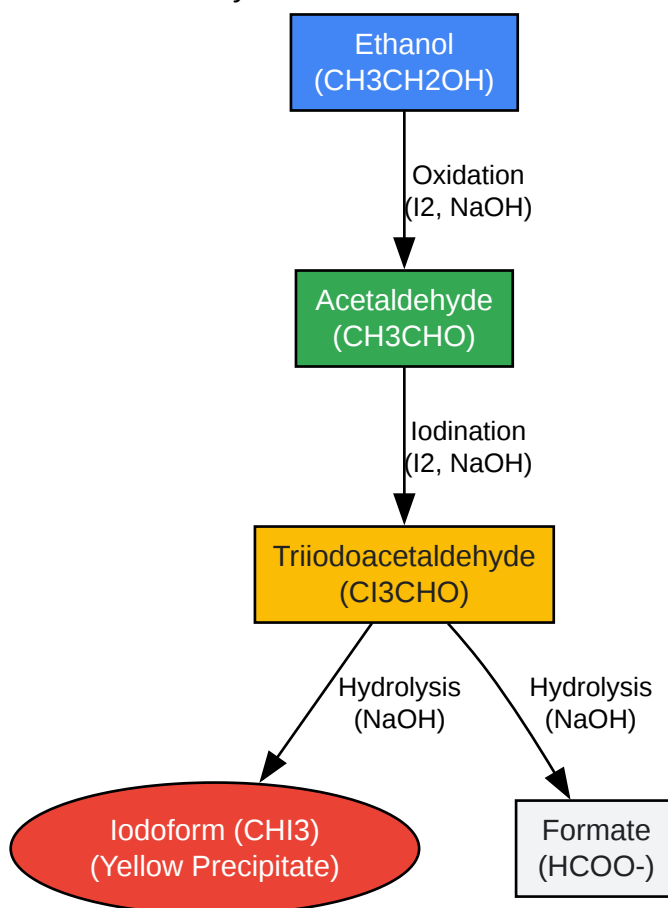 Ethanol
(CH3CH2OH)
Oxidation
(I2, NaOH)
Acetaldehyde
(CH3CHO)
Iodination
(I2, NaOH)
Triiodoacetaldehyde
(CI3CHO)
Hydrolysis
(NaOH)
Hydrolysis
(NaOH)
Iodoform (CHI3)
(Yellow Precipitate)
Formate
(HCOO-)